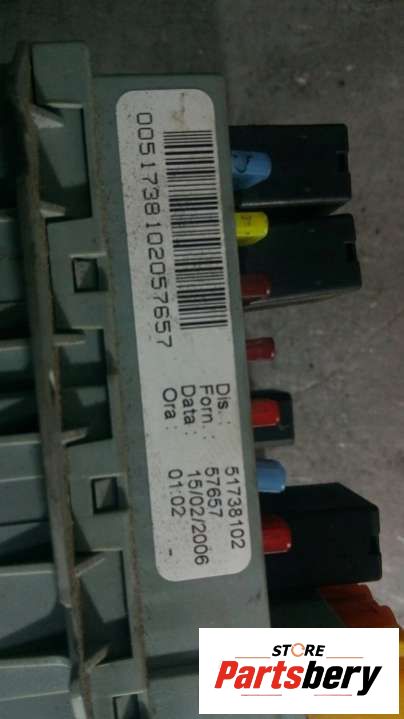 0051738102057657
Dis. : 51738102
Forn. : 57657
Data : 15/02/2006
Ora : 01:02 -
STORE
Partsbery